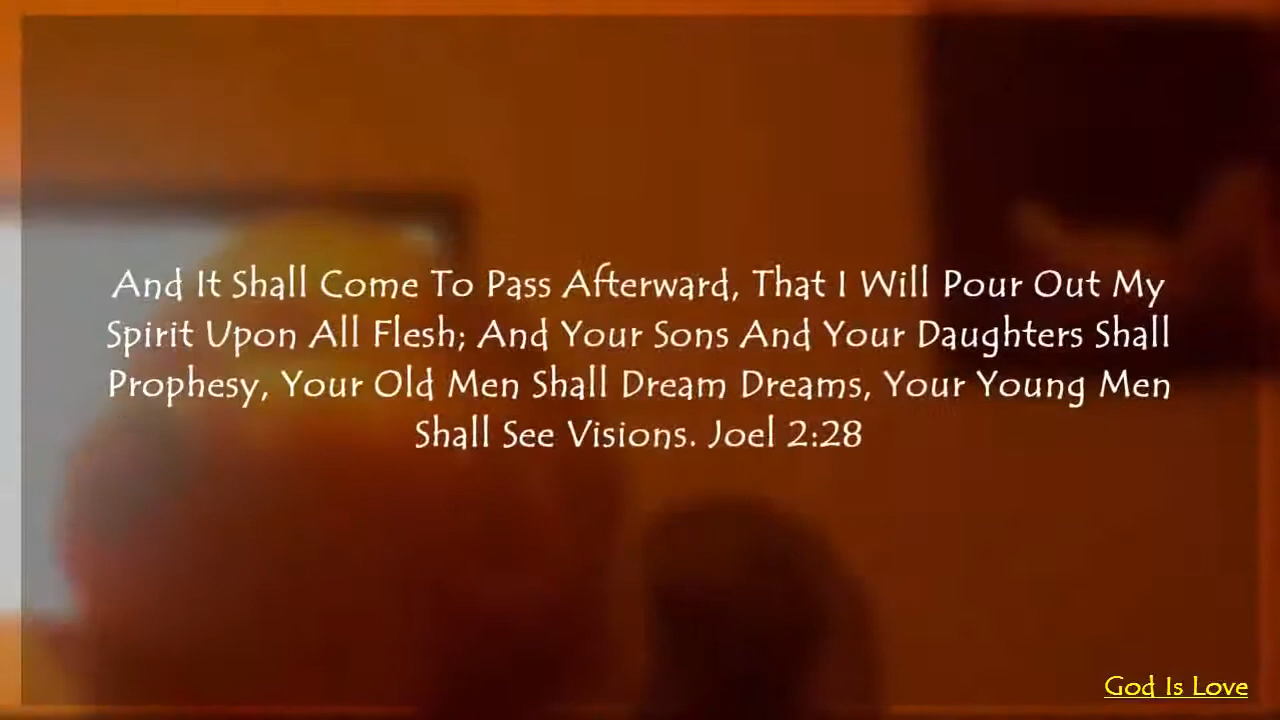 And It Shall Come To Pass Afterward, That I Will Pour Out My
Spirit Upon All Flesh; And Your Sons And Your Daughters Shall
Prophesy, Your Old Men Shall Dream Dreams, Your Young Men
Shall See Visions. Joel 2:28
God Is Love